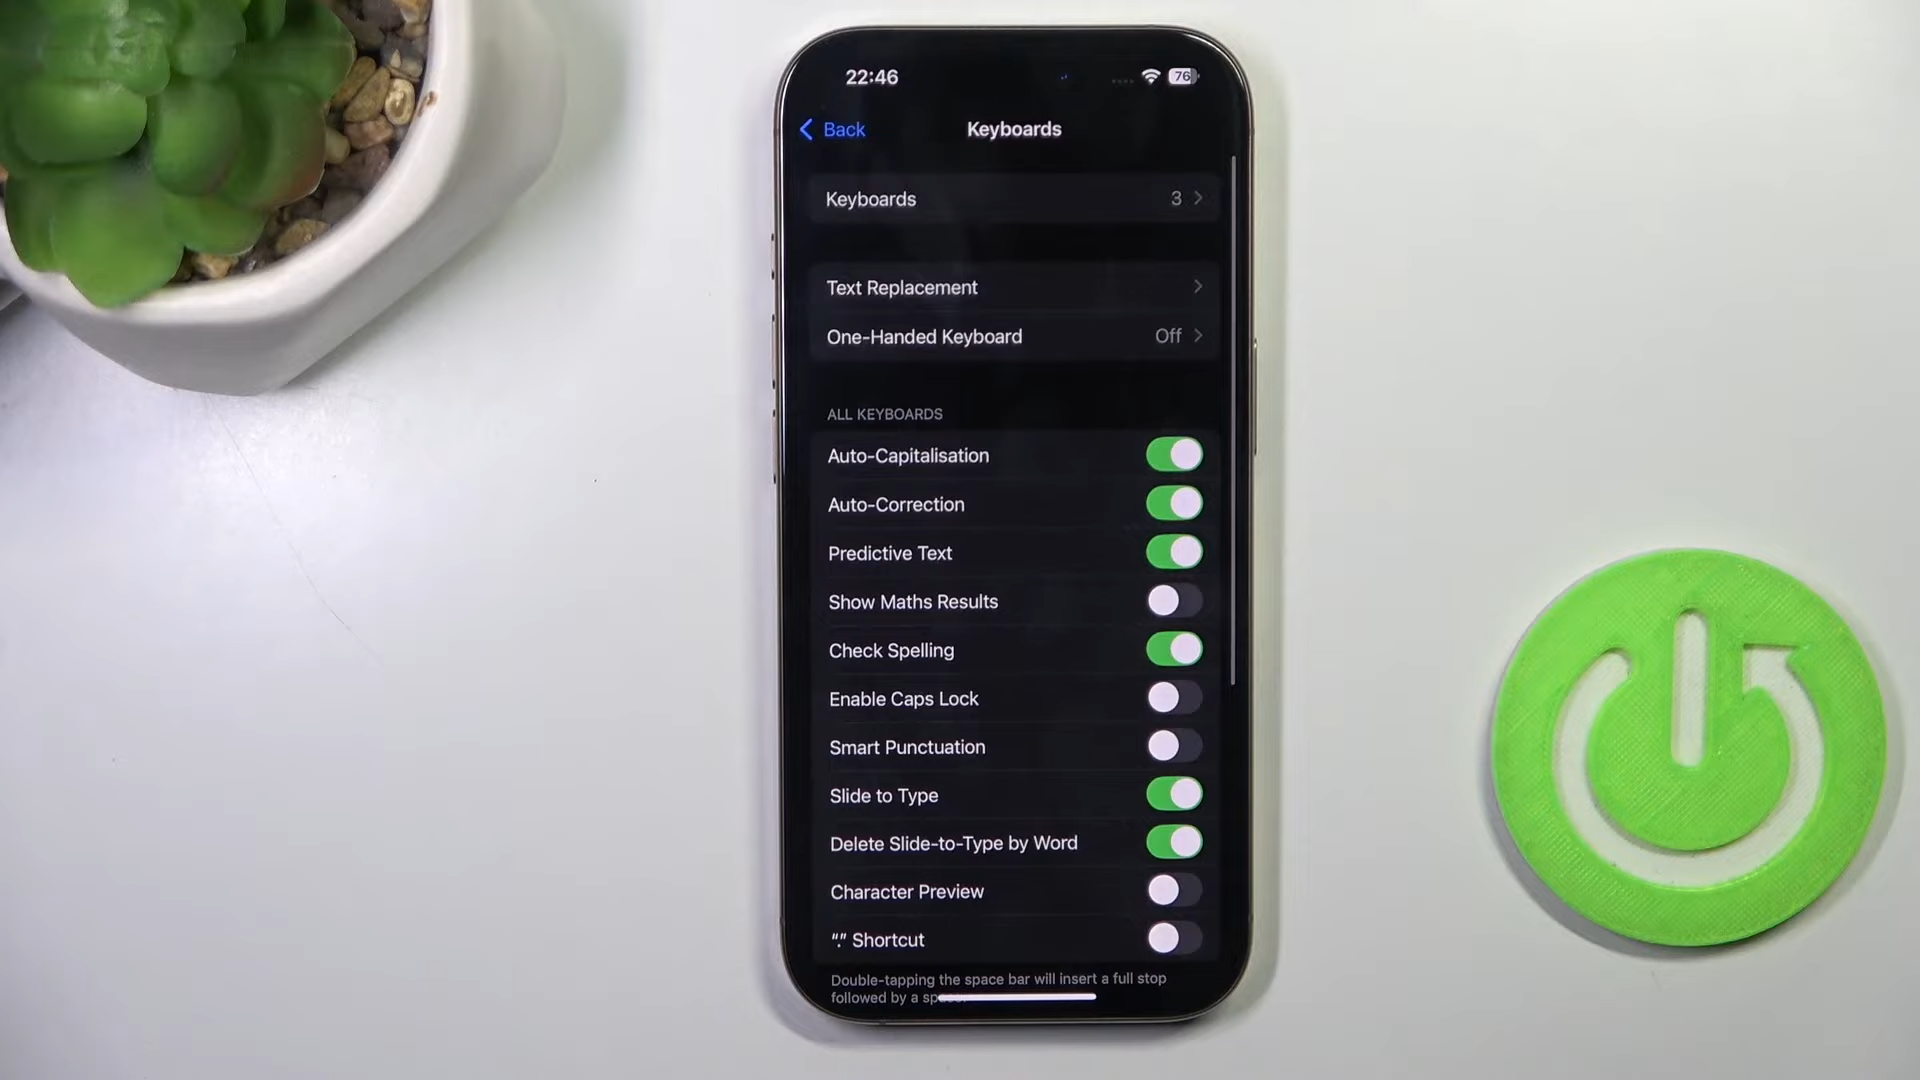 22:46
76
Back
Keyboards
Keyboards 3
Text Replacement
One-Handed Keyboard Off
ALL KEYBOARDS
Auto-Capitalisation
Auto-Correction
Predictive Text
Show Maths Results
Check Spelling
Enable Caps Lock
Smart Punctuation
Slide to Type
Delete Slide-to-Type by Word
Character Preview
“.” Shortcut
Double-tapping the space bar will insert a full stop
followed by a